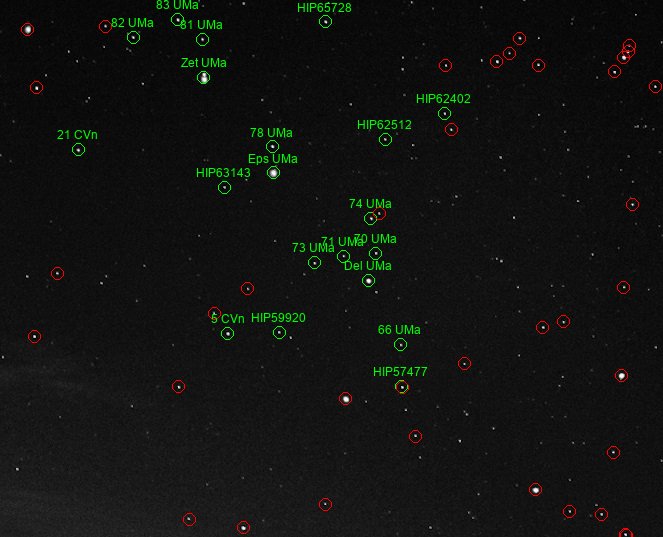 83 UMa
HIP65728
82 UMa
81 UMa
Zet UMa
HIP62402
HIP62512
21 CVn
78 UMa
Eps UMa
HIP63143
74 UMa
71 UMa
70 UMa
73 UMa
Del UMa
5 CVn
HIP59920
66 UMa
HIP57477